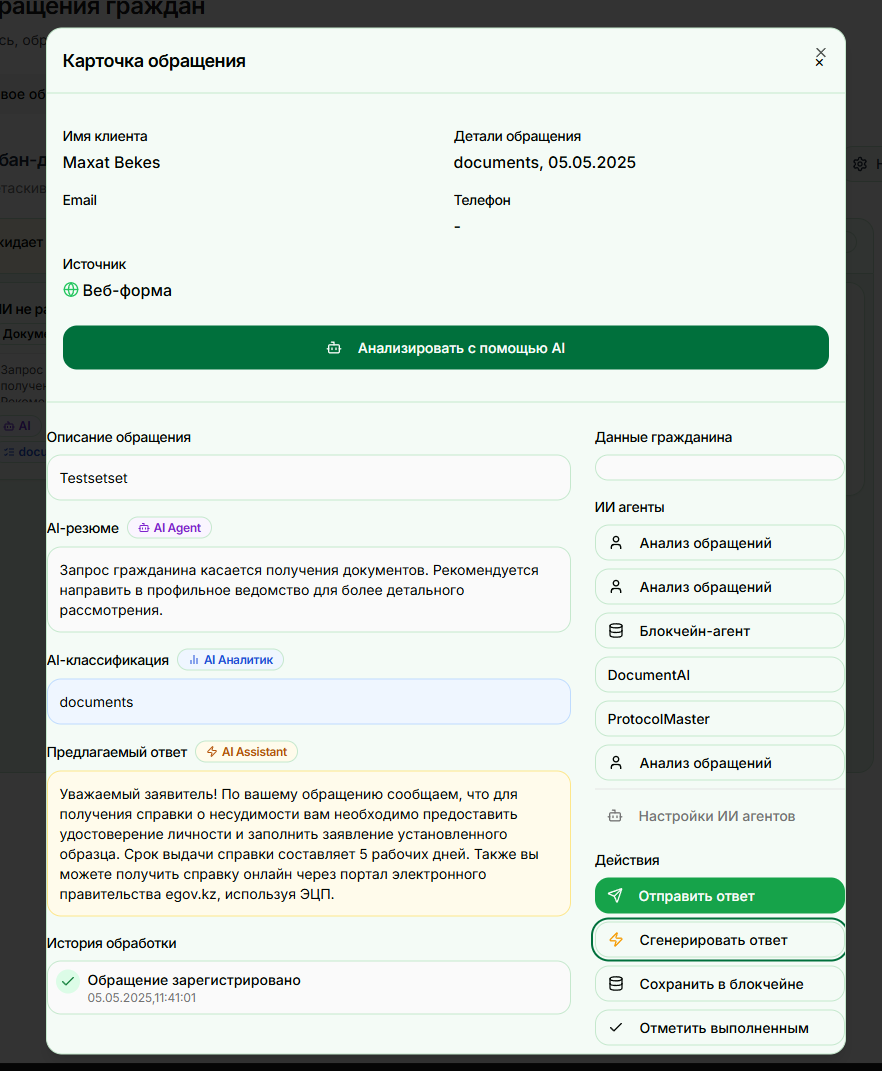 ращения граждан
сь, обр
Карточка обращения
вое об
Имя клиента
Детали обращения
Maxat Bekes
documents, 05.05.2025
бан-д
таскив
Email
Телефон
-
жидает
Источник
Веб-форма
И не ра
Докум
Анализировать с помощью AI
Запрос
получен
Рекоме
AI
docu
Описание обращения
Данные гражданина
Testsetset
ИИ агенты
AI-резюме
AI Agent
Анализ обращений
Запрос гражданина касается получения документов. Рекомендуется
направить в профильное ведомство для более детального
рассмотрения.
Анализ обращений
Блокчейн-агент
AI-классификация
AI Аналитик
DocumentAI
documents
ProtocolMaster
Предлагаемый ответ
AI Assistant
Анализ обращений
Уважаемый заявитель! По вашему обращению сообщаем, что для
получения справки о несудимости вам необходимо предоставить
удостоверение личности и заполнить заявление установленного
образца. Срок выдачи справки составляет 5 рабочих дней. Также вы
можете получить справку онлайн через портал электронного
правительства egov.kz, используя ЭЦП.
Настройки ИИ агентов
Действия
Отправить ответ
История обработки
Сгенерировать ответ
Обращение зарегистрировано
05.05.2025,11:41:01
Сохранить в блокчейне
Отметить выполненным